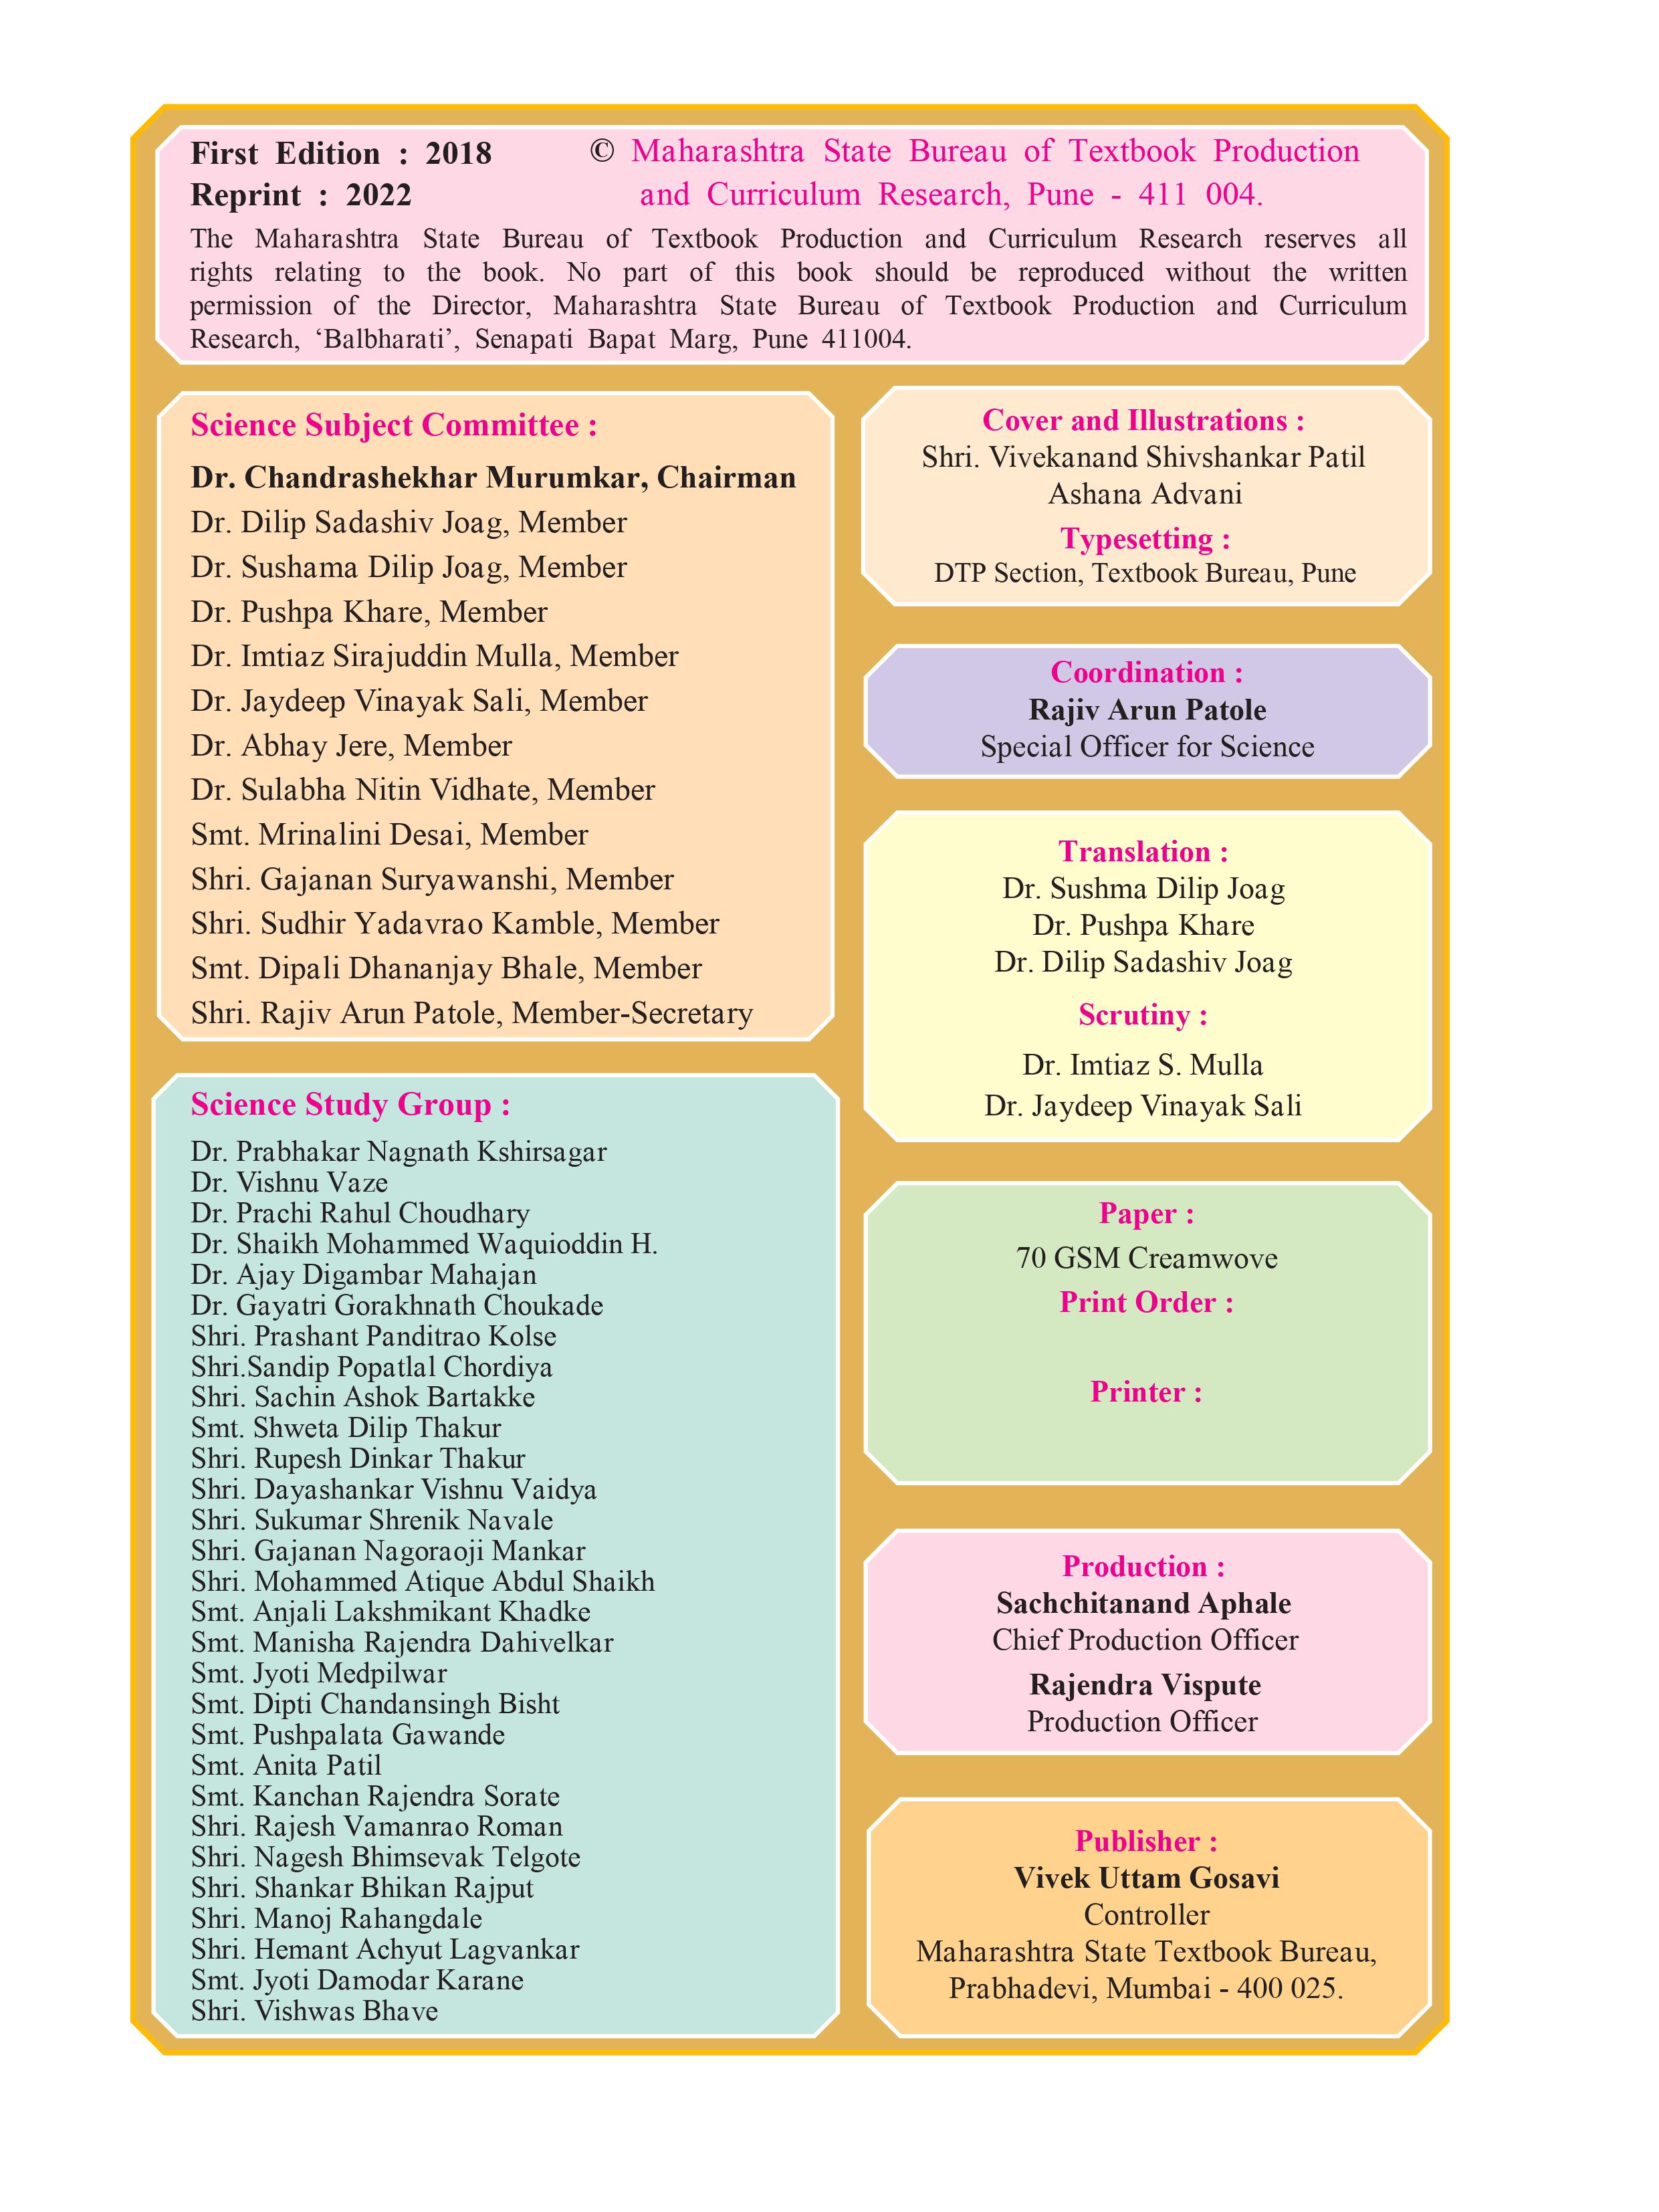 First Edition : 2018
Reprint : 2022
© Maharashtra State Bureau of Textbook Production
and Curriculum Research, Pune - 411 004.
The Maharashtra State Bureau of Textbook Production and Curriculum Research reserves all
rights relating to the book. No part of this book should be reproduced without the written
permission of the Director, Maharashtra State Bureau of Textbook Production and Curriculum
Research, ‘Balbharati’, Senapati Bapat Marg, Pune 411004.
Science Subject Committee :
Dr. Chandrashekhar Murumkar, Chairman
Dr. Dilip Sadashiv Joag, Member
Dr. Sushama Dilip Joag, Member
Dr. Pushpa Khare, Member
Dr. Imtiaz Sirajuddin Mulla, Member
Dr. Jaydeep Vinayak Sali, Member
Dr. Abhay Jere, Member
Dr. Sulabha Nitin Vidhate, Member
Smt. Mrinalini Desai, Member
Shri. Gajanan Suryawanshi, Member
Shri. Sudhir Yadavrao Kamble, Member
Smt. Dipali Dhananjay Bhale, Member
Shri. Rajiv Arun Patole, Member-Secretary
Science Study Group :
Dr. Prabhakar Nagnath Kshirsagar
Dr. Vishnu Vaze
Dr. Prachi Rahul Choudhary
Dr. Shaikh Mohammed Waquioddin H.
Dr. Ajay Digambar Mahajan
Dr. Gayatri Gorakhnath Choukade
Shri. Prashant Panditrao Kolse
Shri.Sandip Popatlal Chordiya
Shri. Sachin Ashok Bartakke
Smt. Shweta Dilip Thakur
Shri. Rupesh Dinkar Thakur
Shri. Dayashankar Vishnu Vaidya
Shri. Sukumar Shrenik Navale
Shri. Gajanan Nagoraoji Mankar
Shri. Mohammed Atique Abdul Shaikh
Smt. Anjali Lakshmikant Khadke
Smt. Manisha Rajendra Dahivelkar
Smt. Jyoti Medpilwar
Smt. Dipti Chandansingh Bisht
Smt. Pushpalata Gawande
Smt. Anita Patil
Smt. Kanchan Rajendra Sorate
Shri. Rajesh Vamanrao Roman
Shri. Nagesh Bhimsevak Telgote
Shri. Shankar Bhikan Rajput
Shri. Manoj Rahangdale
Shri. Hemant Achyut Lagvankar
Smt. Jyoti Damodar Karane
Shri. Vishwas Bhave
Cover and Illustrations :
Shri. Vivekanand Shivshankar Patil
Ashana Advani
Typesetting :
DTP Section, Textbook Bureau, Pune
Coordination :
Rajiv Arun Patole
Special Officer for Science
Translation :
Dr. Sushma Dilip Joag
Dr. Pushpa Khare
Dr. Dilip Sadashiv Joag
Scrutiny :
Dr. Imtiaz S. Mulla
Dr. Jaydeep Vinayak Sali
Paper :
70 GSM Creamwove
Print Order :
Printer :
Production :
Sachchitanand Aphale
Chief Production Officer
Rajendra Vispute
Production Officer
Publisher :
Vivek Uttam Gosavi
Controller
Maharashtra State Textbook Bureau,
Prabhadevi, Mumbai - 400 025.